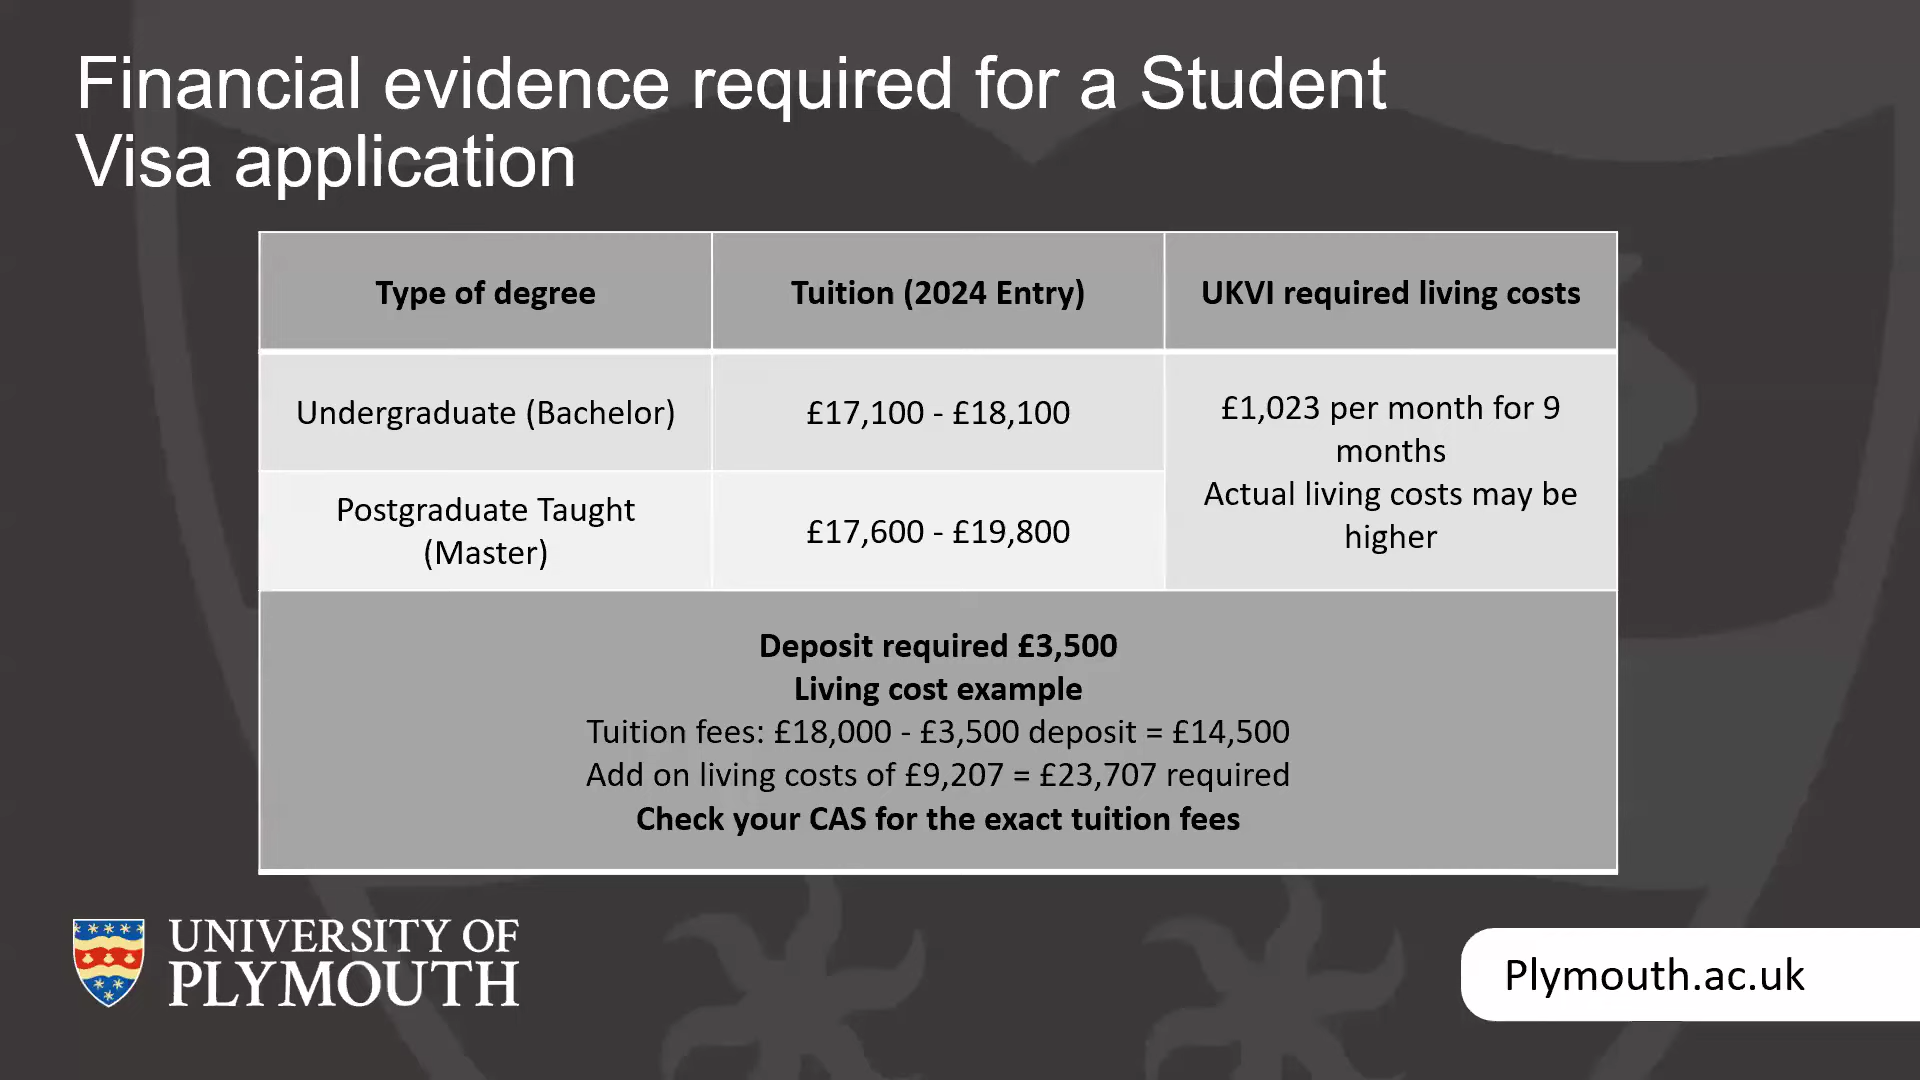 Financial evidence required for a Student
Visa application
Type of degree
Tuition (2024 Entry)
UKVI required living costs
Undergraduate (Bachelor)
£17,100 - £18,100
£1,023 per month for 9
months
Actual living costs may be
higher
Postgraduate Taught
(Master)
£17,600 - £19,800
Deposit required £3,500
Living cost example
Tuition fees: £18,000 - £3,500 deposit = £14,500
Add on living costs of £9,207 = £23,707 required
Check your CAS for the exact tuition fees
UNIVERSITY OF
PLYMOUTH
Plymouth.ac.uk